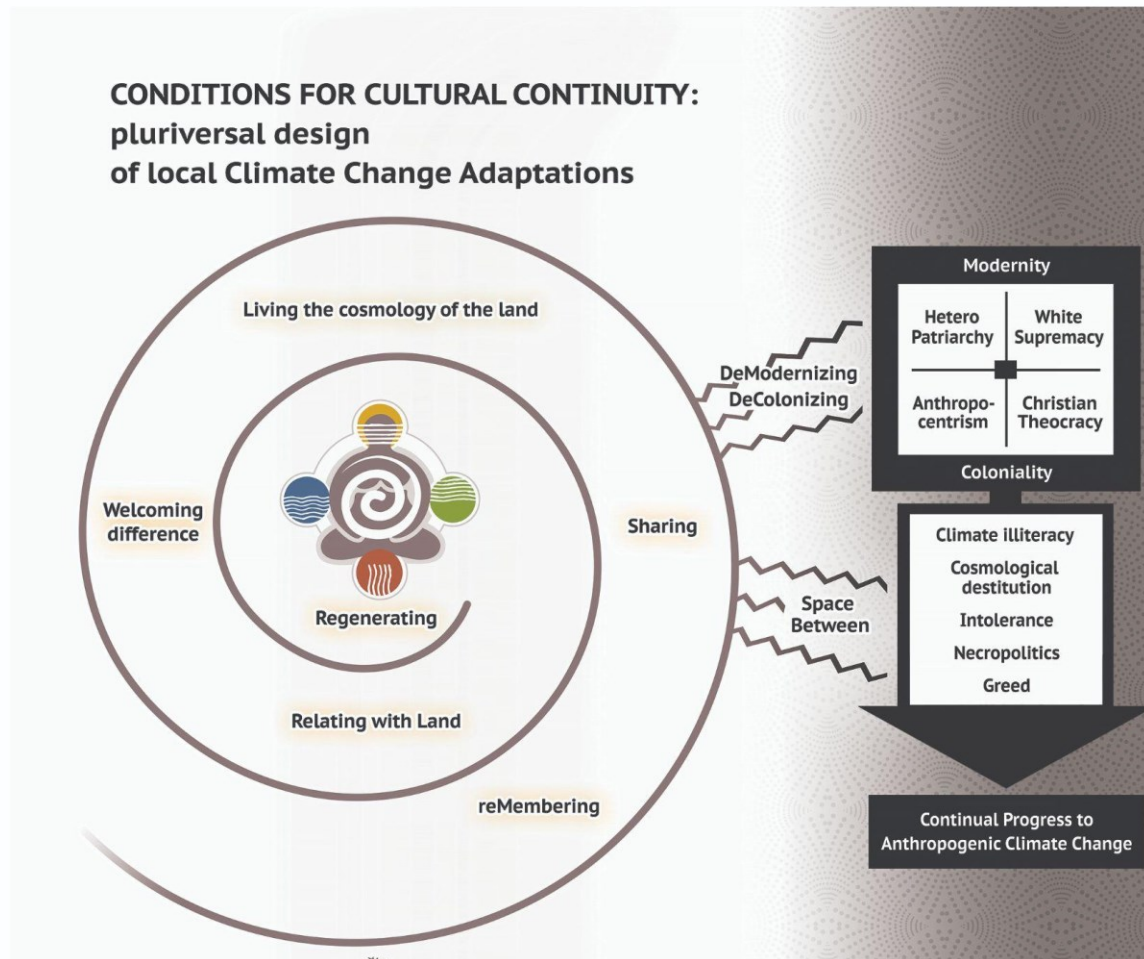 CONDITIONS FOR CULTURAL CONTINUITY:
pluriversal design
of local Climate Change Adaptations
Living the cosmology of the land
Welcoming
difference
Sharing
Regenerating
Relating with Land
reMembering
DeModernizing
DeColonizing
Space
Between
Modernity
Hetero
Patriarchy
White
Supremacy
Anthropo-
centrism
Christian
Theocracy
Coloniality
Climate illiteracy
Cosmological
destitution
Intolerance
Necropolitics
Greed
Continual Progress to
Anthropogenic Climate Change